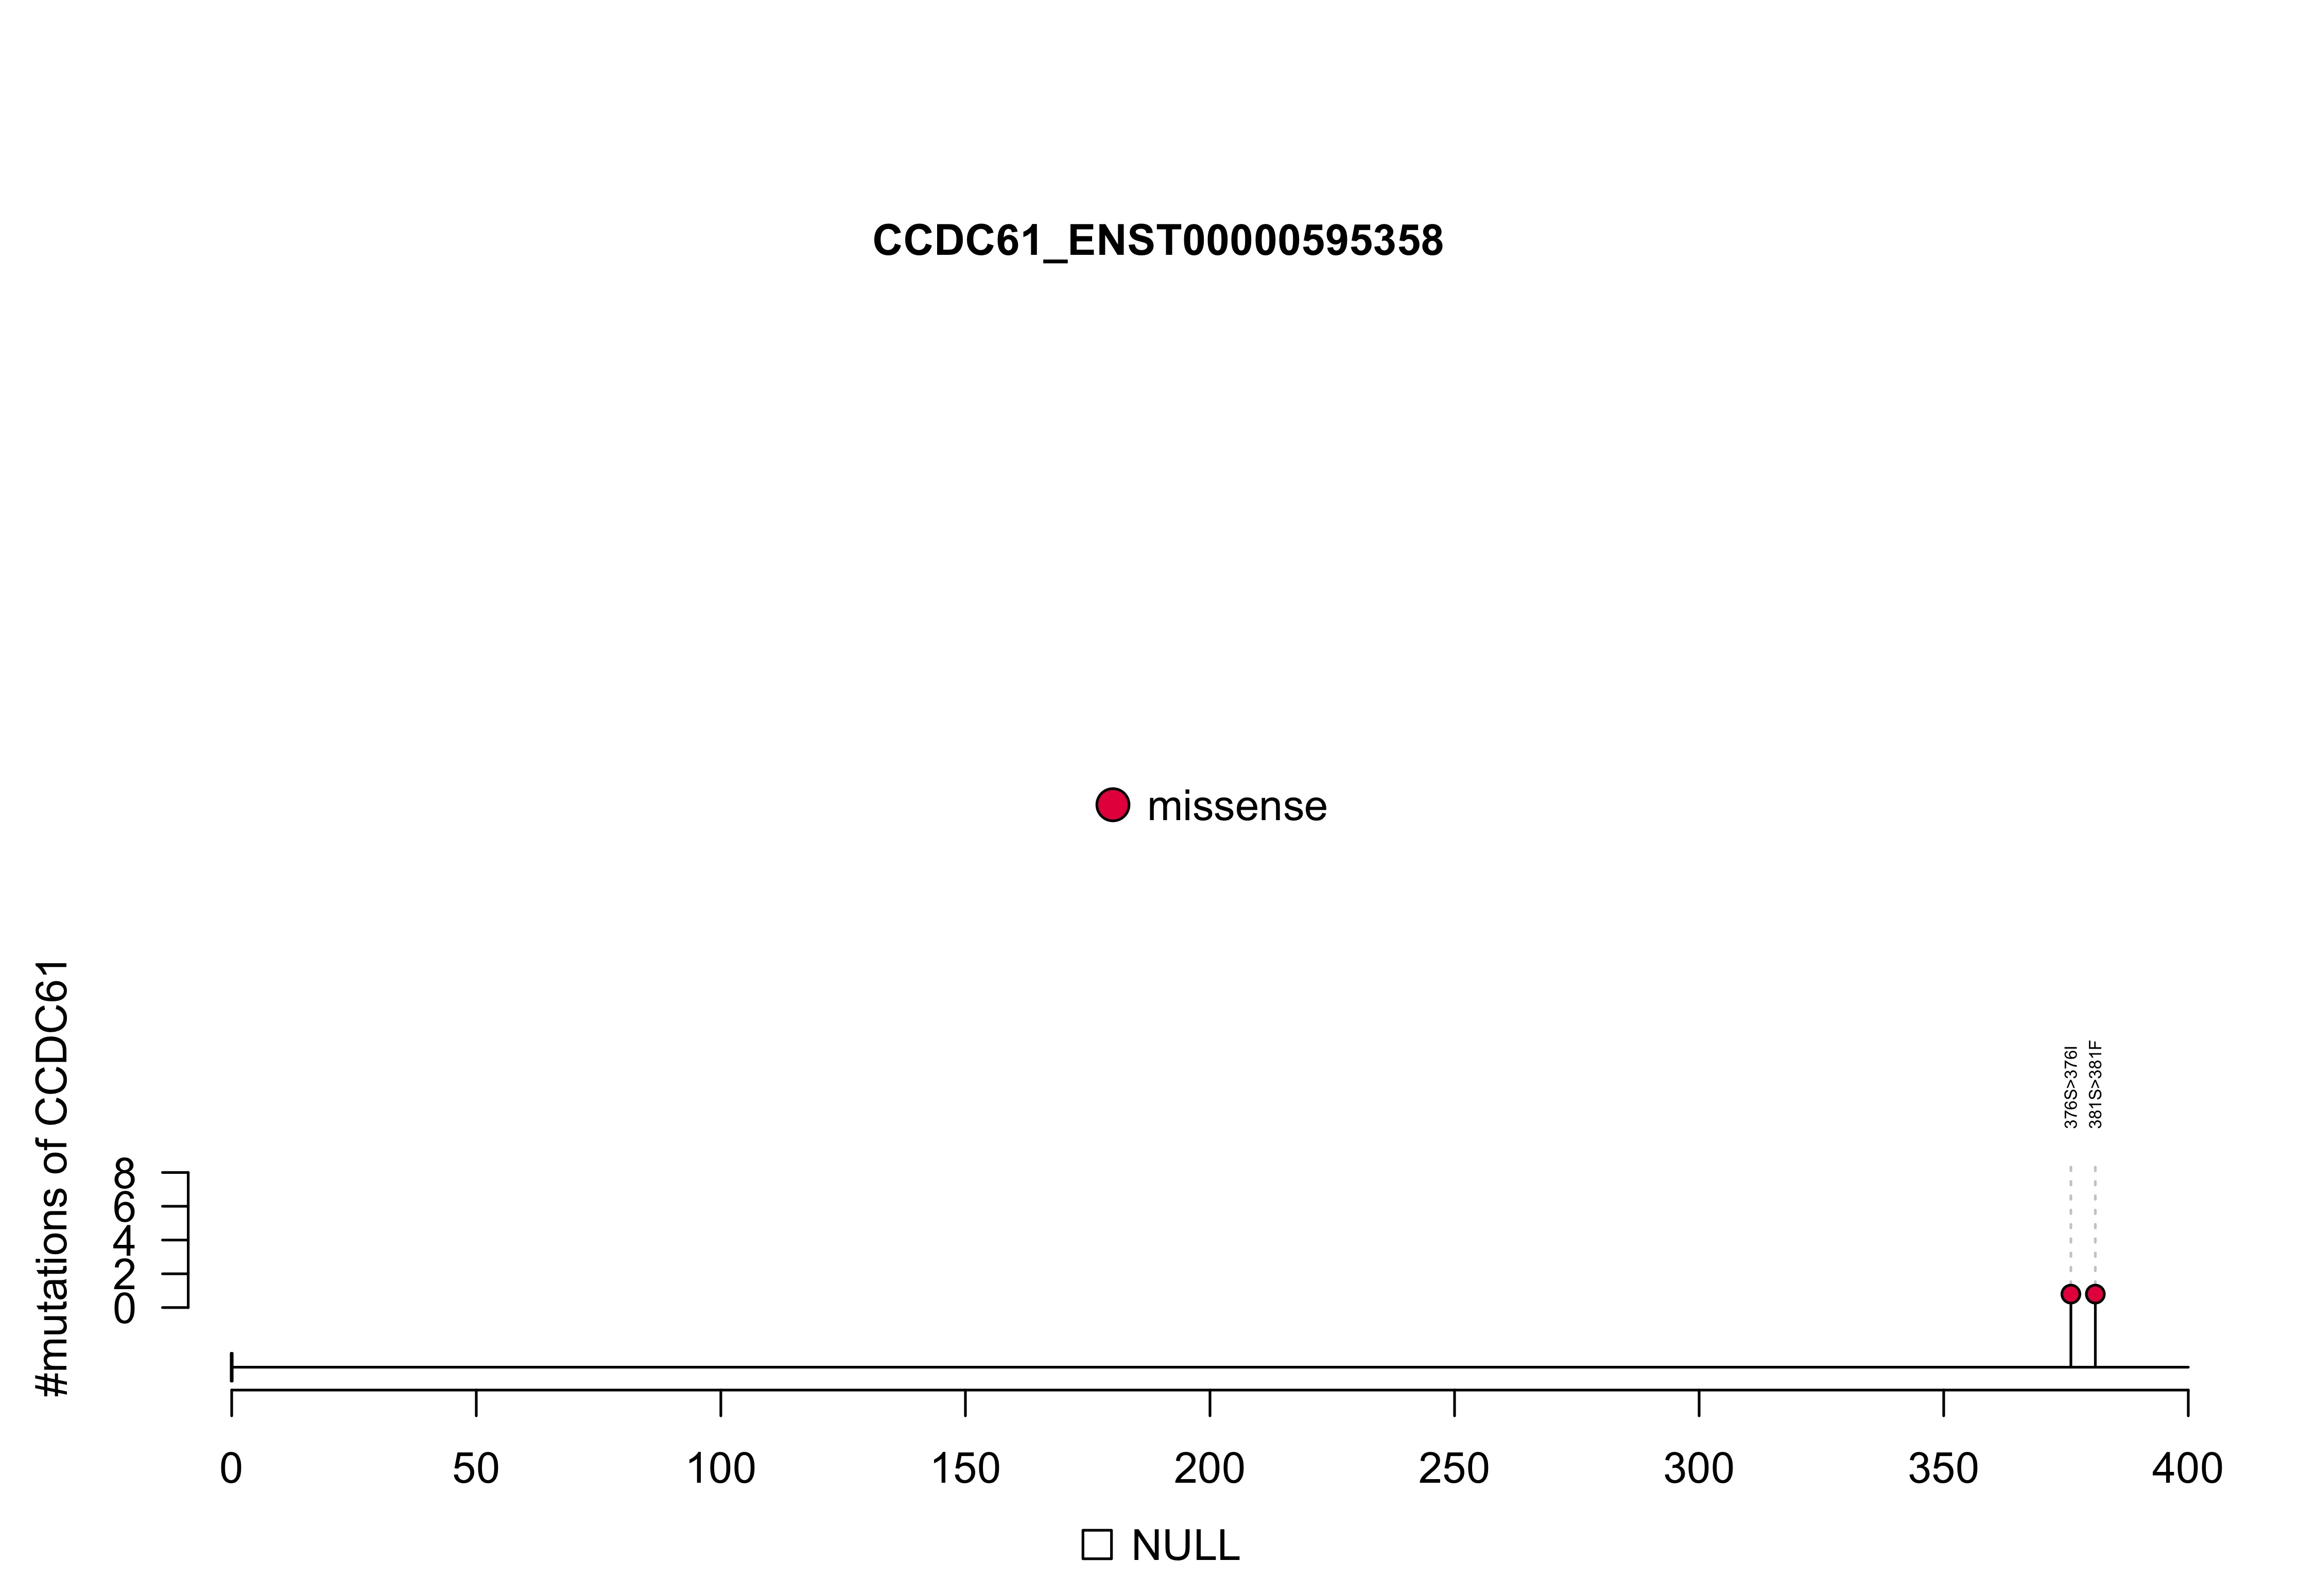 CCDC61_ENST00000595358
missense
#mutations of CCDC61
376S>376I
381S>381F
8
6
4
2
0
0 50 100 150 200 250 300 350 400
NULL